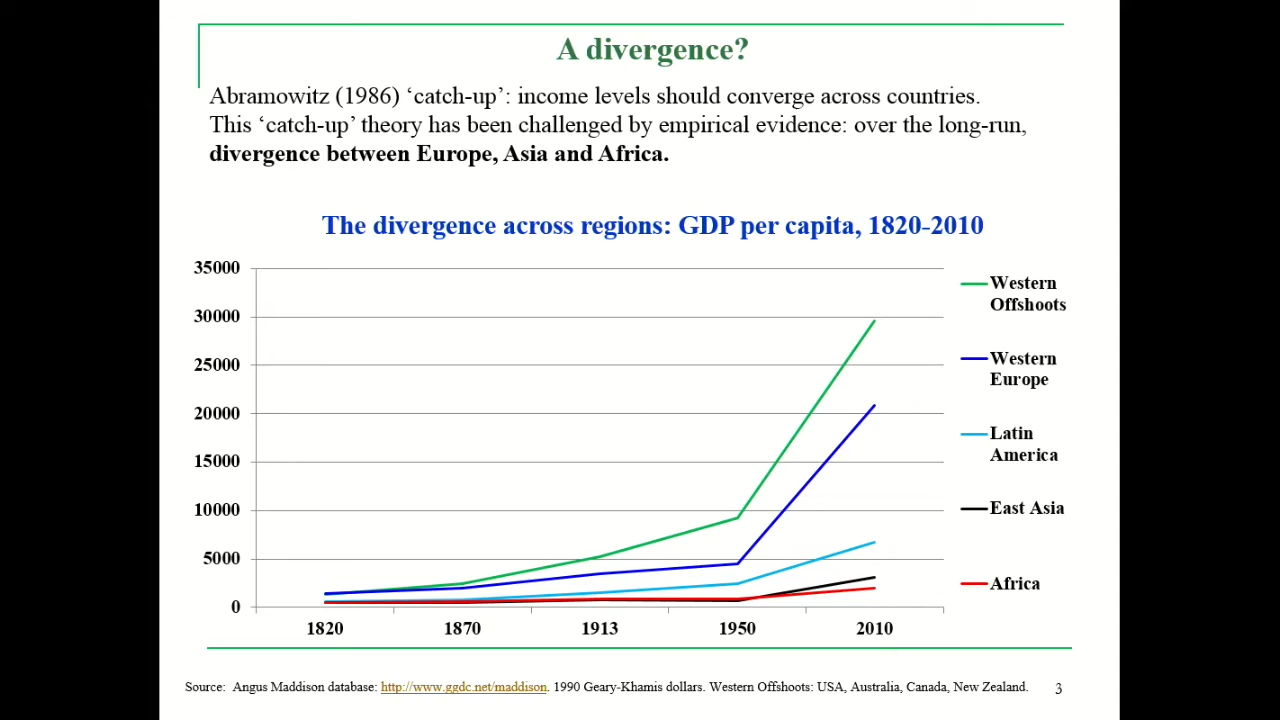 A divergence?
Abramowitz (1986) ‘catch-up’: income levels should converge across countries.
This ‘catch-up’ theory has been challenged by empirical evidence: over the long-run,
divergence between Europe, Asia and Africa.
The divergence across regions: GDP per capita, 1820-2010
35000
30000
25000
20000
15000
10000
5000
0
1820 1870 1913 1950 2010
Western
Offshoots
Western
Europe
Latin
America
East Asia
Africa
Source: Angus Maddison database: http://www.ggdc.net/maddison. 1990 Geary-Khamis dollars. Western Offshoots: USA, Australia, Canada, New Zealand.
3